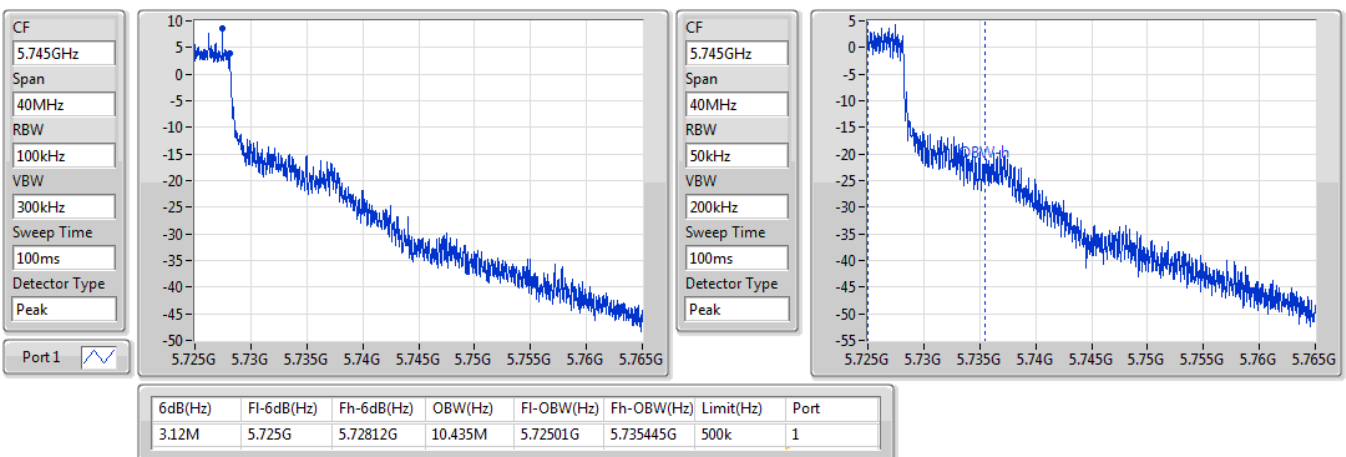 CF
5.745GHz
Span
40MHz
RBW
100kHz
VBW
300kHz
Sweep Time
100ms
Detector Type
Peak
Port 1
10
5
0
-5
-10
-15
-20
-25
-30
-35
-40
-45
-50
5.725G 5.73G 5.735G 5.74G 5.745G 5.75G 5.755G 5.76G 5.765G
CF
5.745GHz
Span
40MHz
RBW
50kHz
VBW
200kHz
Sweep Time
100ms
Detector Type
Peak
5
0
-5
-10
-15
-20
-25
-30
-35
-40
-45
-50
-55
OBW-h
5.725G 5.73G 5.735G 5.74G 5.745G 5.75G 5.755G 5.76G 5.765G
6dB(Hz) Fl-6dB(Hz) Fh-6dB(Hz) OBW(Hz) Fl-OBW(Hz) Fh-OBW(Hz) Limit(Hz) Port
3.12M 5.725G 5.72812G 10.435M 5.72501G 5.735445G 500k 1